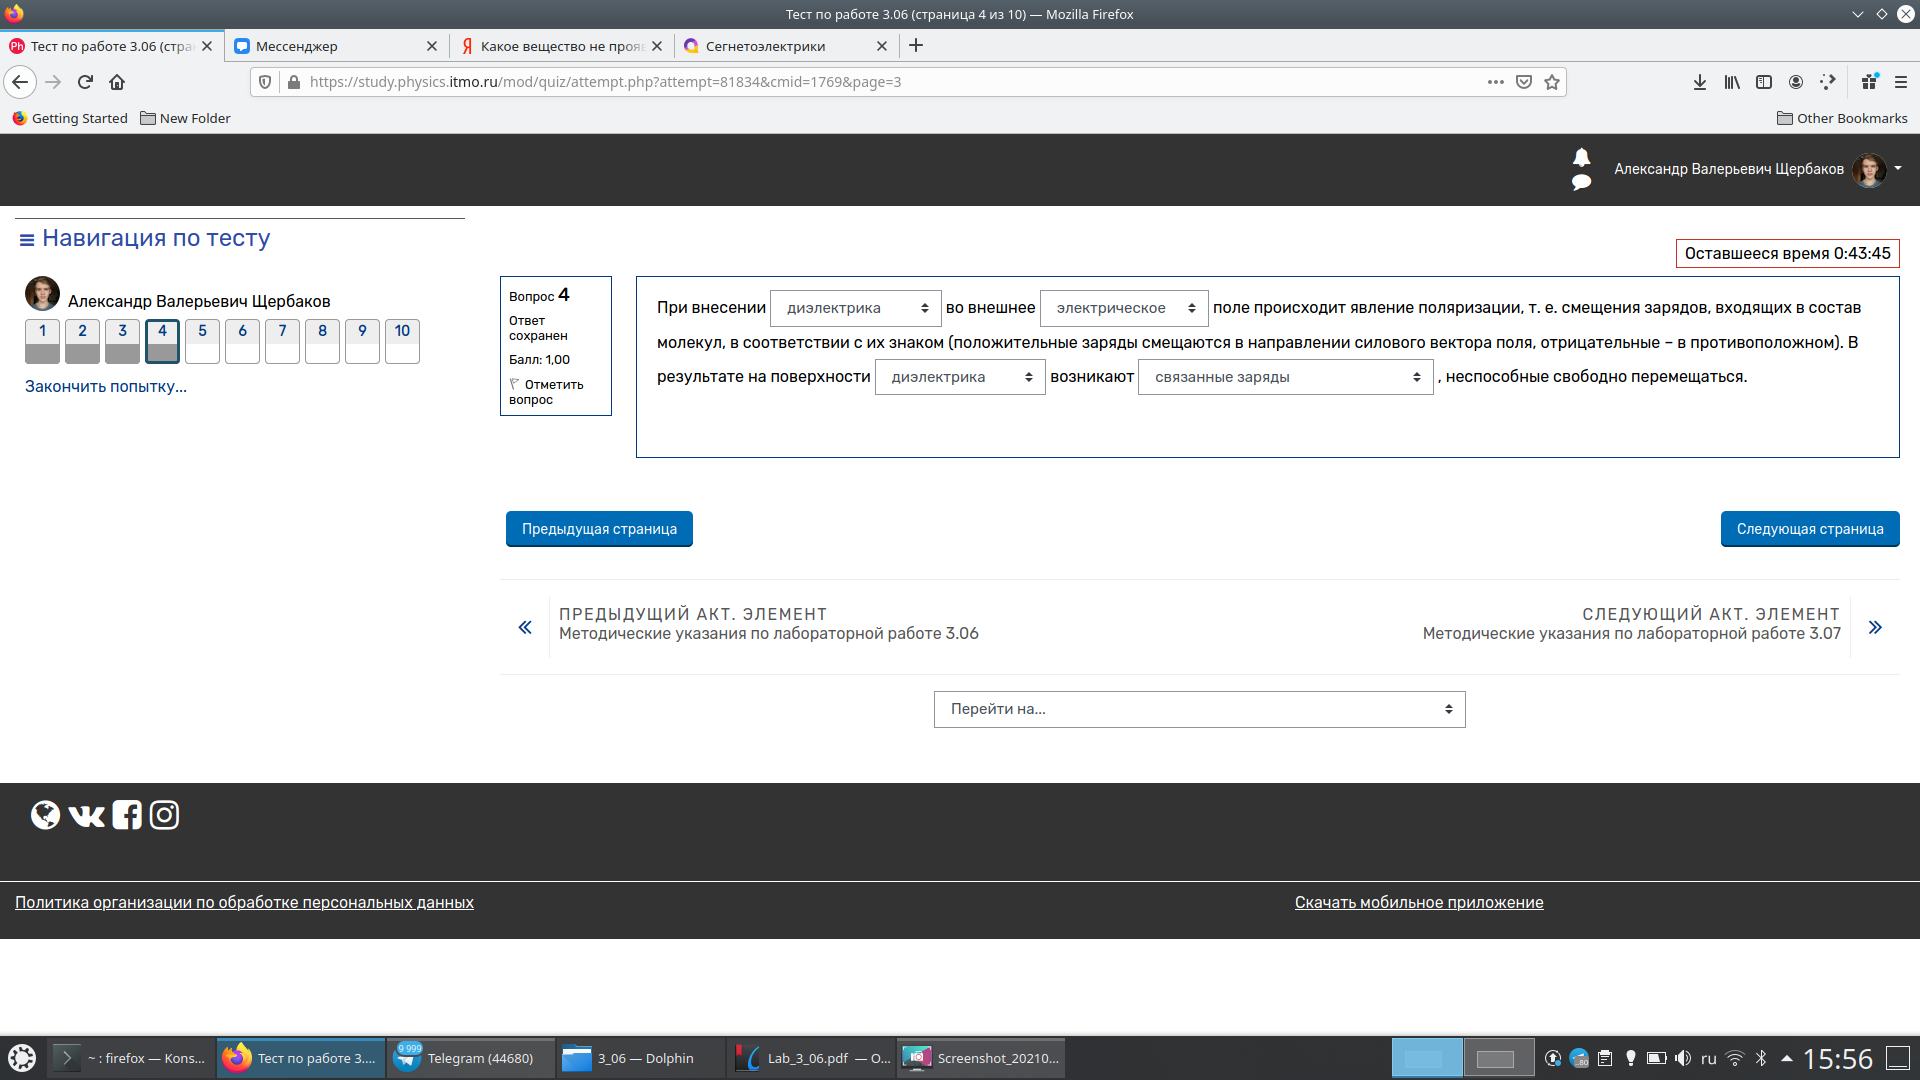 Тест по работе 3.06 (страница 4 из 10) — Mozilla Firefox
Ph Тест по работе 3.06 (стра
Мессенджер
Я Какое вещество не проя
Сегнетоэлектрики
https://study.physics.itmo.ru/mod/quiz/attempt.php?attempt=81834&cmid=1769&page=3
Getting Started
New Folder
Other Bookmarks
Александр Валерьевич Щербаков
Навигация по тесту
Оставшееся время 0:43:45
Александр Валерьевич Щербаков
1 2 3 4 5 6 7 8 9 10
Закончить попытку...
Вопрос 4
Ответ
сохранен
Балл: 1,00
Отметить
вопрос
При внесении диэлектрика во внешнее электрическое поле происходит явление поляризации, т. е. смещения зарядов, входящих в состав
молекул, в соответствии с их знаком (положительные заряды смещаются в направлении силового вектора поля, отрицательные – в противоположном). В
результате на поверхности диэлектрика возникают связанные заряды , неспособные свободно перемещаться.
Предыдущая страница
Следующая страница
ПРЕДЫДУЩИЙ АКТ. ЭЛЕМЕНТ
Методические указания по лабораторной работе 3.06
СЛЕДУЮЩИЙ АКТ. ЭЛЕМЕНТ
Методические указания по лабораторной работе 3.07
Перейти на...
Политика организации по обработке персональных данных
Скачать мобильное приложение
~ : firefox — Kons...
Тест по работе 3....
9 999
Telegram (44680)
3_06 — Dolphin
Lab_3_06.pdf — O...
Screenshot_20210...
ru
15:56